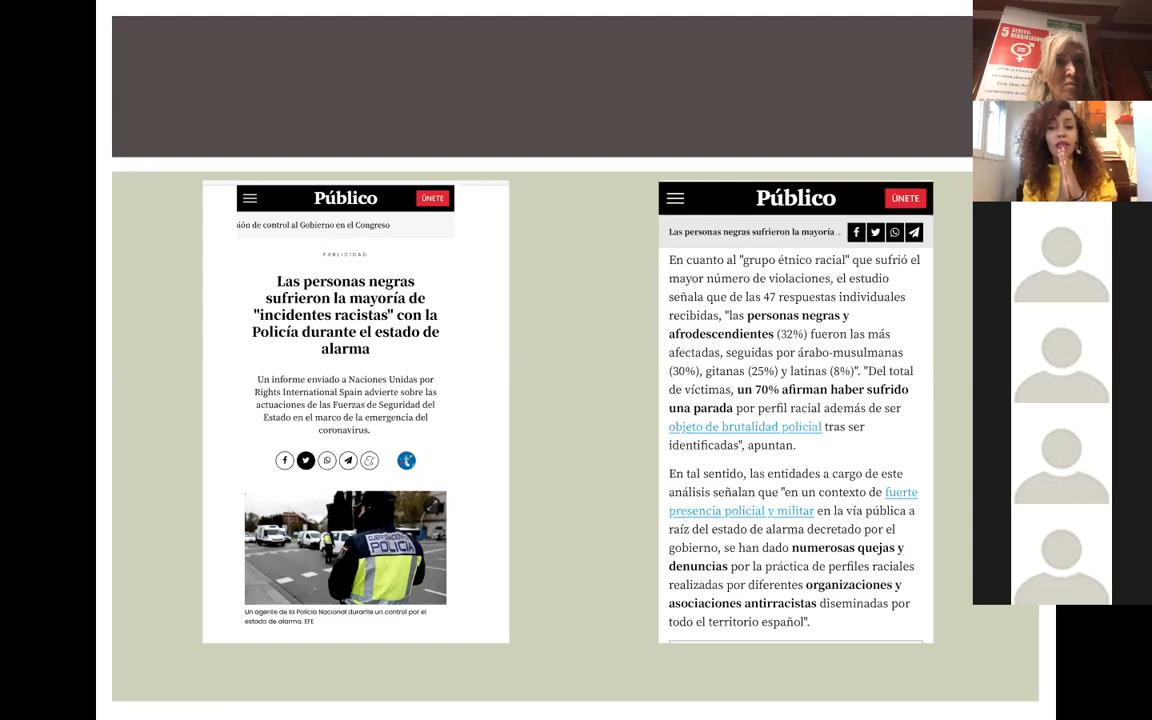 Público
ÚNETE
sión de control al Gobierno en el Congreso
PUBLICIDAD
Las personas negras
sufrieron la mayoría de
"incidentes racistas" con la
Policía durante el estado de
alarma
Un informe enviado a Naciones Unidas por
Rights International Spain advierte sobre las
actuaciones de las Fuerzas de Seguridad del
Estado en el marco de la emergencia del
coronavirus.
POLICÍA
Un agente de la Policía Nacional durante un control por el
estado de alarma. EFE
Público
ÚNETE
Las personas negras sufrieron la mayoría ...
En cuanto al "grupo étnico racial" que sufrió el
mayor número de violaciones, el estudio
señala que de las 47 respuestas individuales
recibidas, "las personas negras y
afrodescendientes (32%) fueron las más
afectadas, seguidas por árabo-musulmanas
(30%), gitanas (25%) y latinas (8%)". "Del total
de víctimas, un 70% afirman haber sufrido
una parada por perfil racial además de ser
objeto de brutalidad policial tras ser
identificadas", apuntan.
En tal sentido, las entidades a cargo de este
análisis señalan que "en un contexto de fuerte
presencia policial y militar en la vía pública a
raíz del estado de alarma decretado por el
gobierno, se han dado numerosas quejas y
denuncias por la práctica de perfiles raciales
realizadas por diferentes organizaciones y
asociaciones antirracistas diseminadas por
todo el territorio español".
5